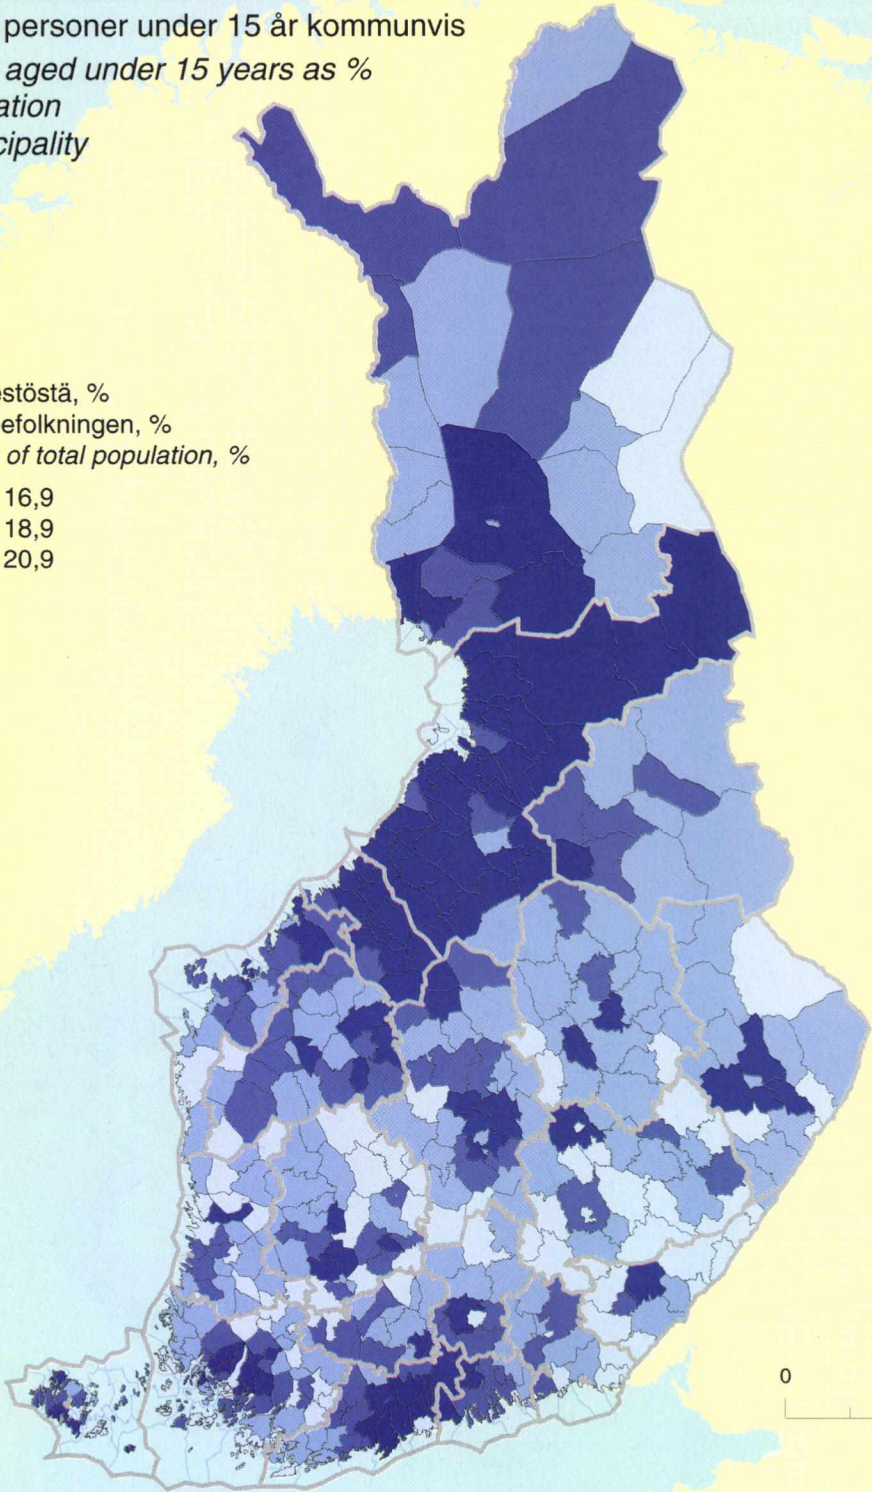 personer under 15 år kommunvis
aged under 15 years as %
ation
cipality
estöstä, %
efolkningen, %
of total population, %
16,9
18,9
20,9
0